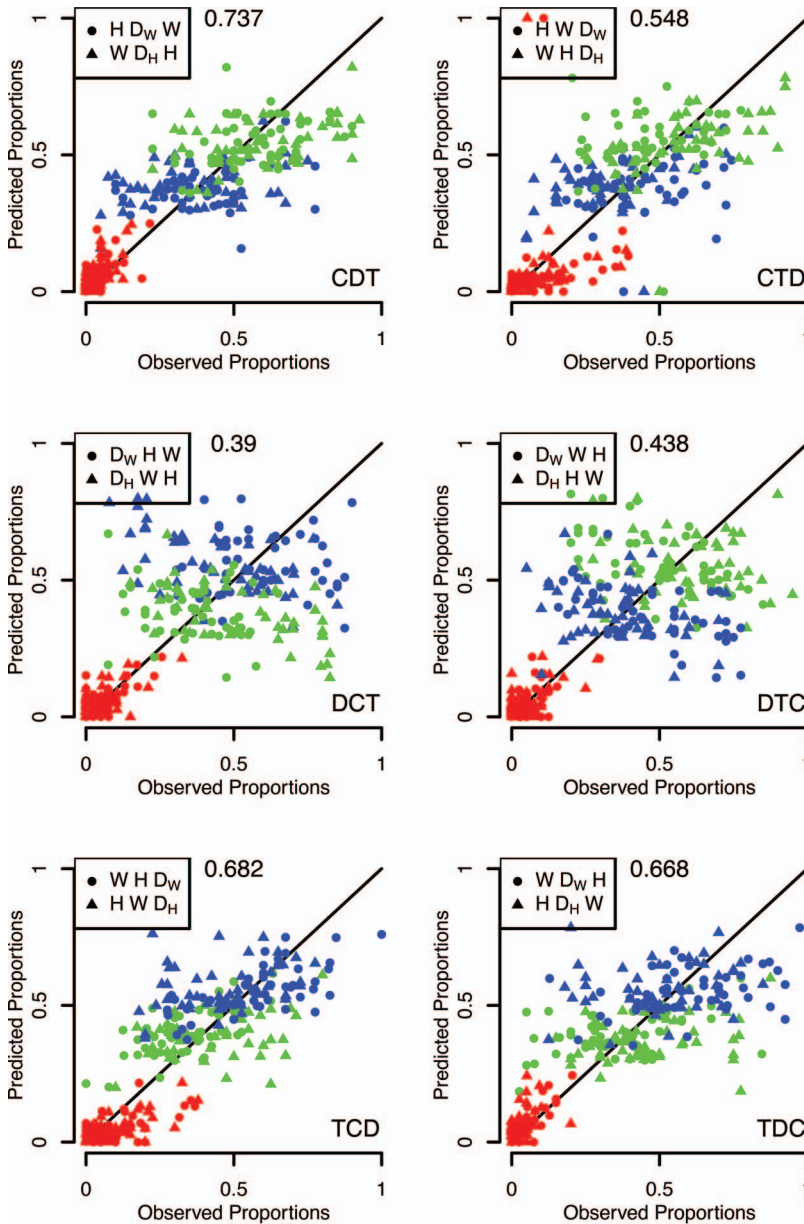 H D_W W
W D_H H
0.737
CDT
0 0.5 1
0 0.5 1
Predicted Proportions
Observed Proportions
H W D_W
W H D_H
0.548
CTD
0 0.5 1
0 0.5 1
Predicted Proportions
Observed Proportions
D_W H W
D_H W H
0.39
DCT
0 0.5 1
0 0.5 1
Predicted Proportions
Observed Proportions
D_W W H
D_H H W
0.438
DTC
0 0.5 1
0 0.5 1
Predicted Proportions
Observed Proportions
W H D_W
H W D_H
0.682
TCD
0 0.5 1
0 0.5 1
Predicted Proportions
Observed Proportions
W D_W H
H D_H W
0.668
TDC
0 0.5 1
0 0.5 1
Predicted Proportions
Observed Proportions